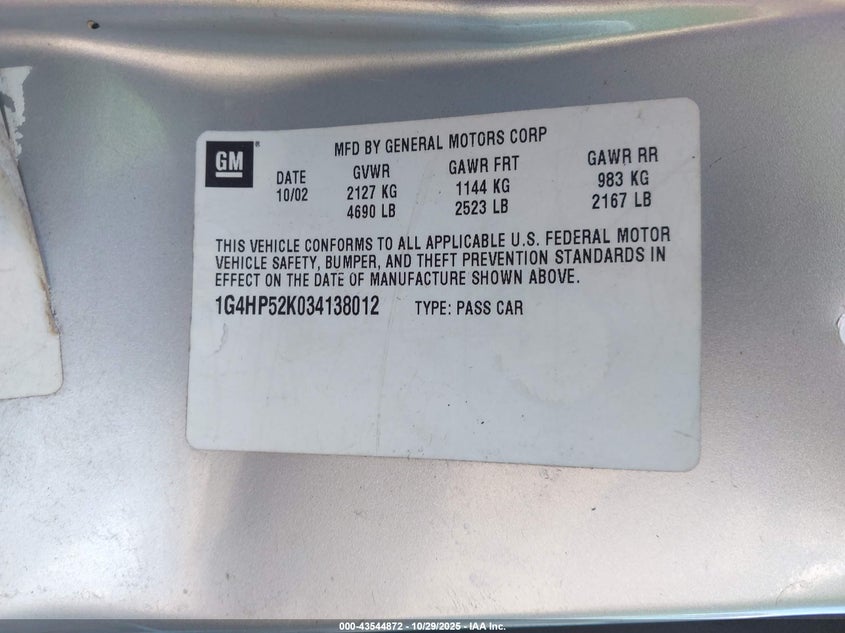 GM
MFD BY GENERAL MOTORS CORP
DATE GVWR GAWR FRT GAWR RR
10/02 2127 KG 1144 KG 983 KG
4690 LB 2523 LB 2167 LB
THIS VEHICLE CONFORMS TO ALL APPLICABLE U.S. FEDERAL MOTOR
VEHICLE SAFETY, BUMPER, AND THEFT PREVENTION STANDARDS IN
EFFECT ON THE DATE OF MANUFACTURE SHOWN ABOVE.
1G4HP52K034138012 TYPE: PASS CAR
000-43544872 - 10/29/2025 - IAA Inc.